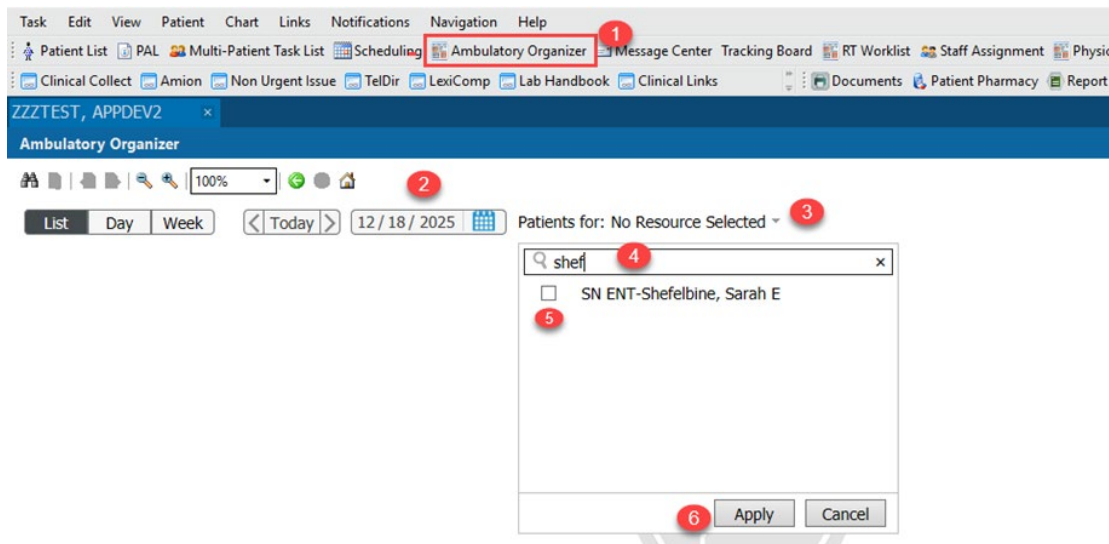 Task Edit View Patient Chart Links Notifications Navigation Help
1
Patient List PAL Multi-Patient Task List Scheduling Ambulatory Organizer Message Center Tracking Board RT Worklist Staff Assignment
Clinical Collect Amion Non Urgent Issue TelDir LexiComp Lab Handbook Clinical Links Documents Patient Pharmacy Report
ZZZTEST, APPDEV2 ×
Ambulatory Organizer
100%
2
List Day Week < Today > 12/18/2025 Patients for: No Resource Selected 3
shef 4 ×
SN ENT-Shefelbine, Sarah E
5
6 Apply Cancel